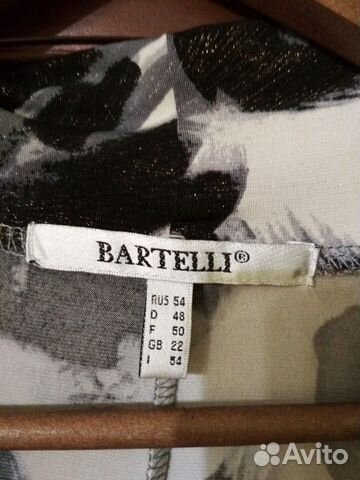 BARTELLI®
RUS 54
D 48
F 50
GB 22
I 54
Avito